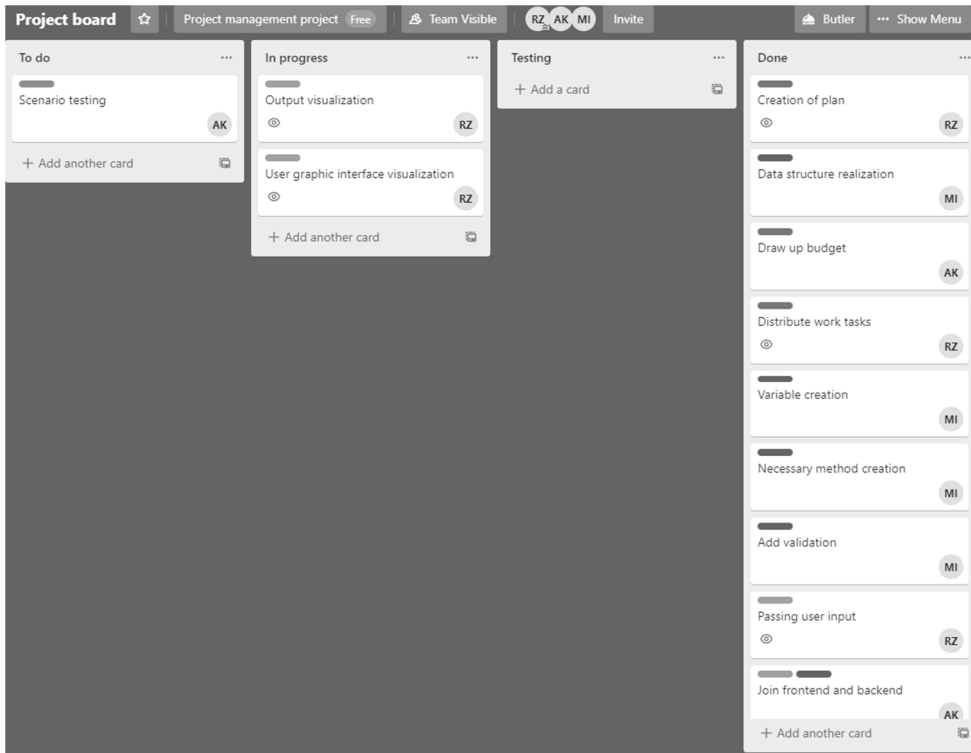 Project board
Project management project Free
Team Visible
RZ AK MI
Invite
Butler
... Show Menu
To do ...
Scenario testing
AK
+ Add another card
In progress ...
Output visualization
RZ
User graphic interface visualization
RZ
+ Add another card
Testing ...
+ Add a card
Done ...
Creation of plan
RZ
Data structure realization
MI
Draw up budget
AK
Distribute work tasks
RZ
Variable creation
MI
Necessary method creation
MI
Add validation
MI
Passing user input
RZ
Join frontend and backend
AK
+ Add another card